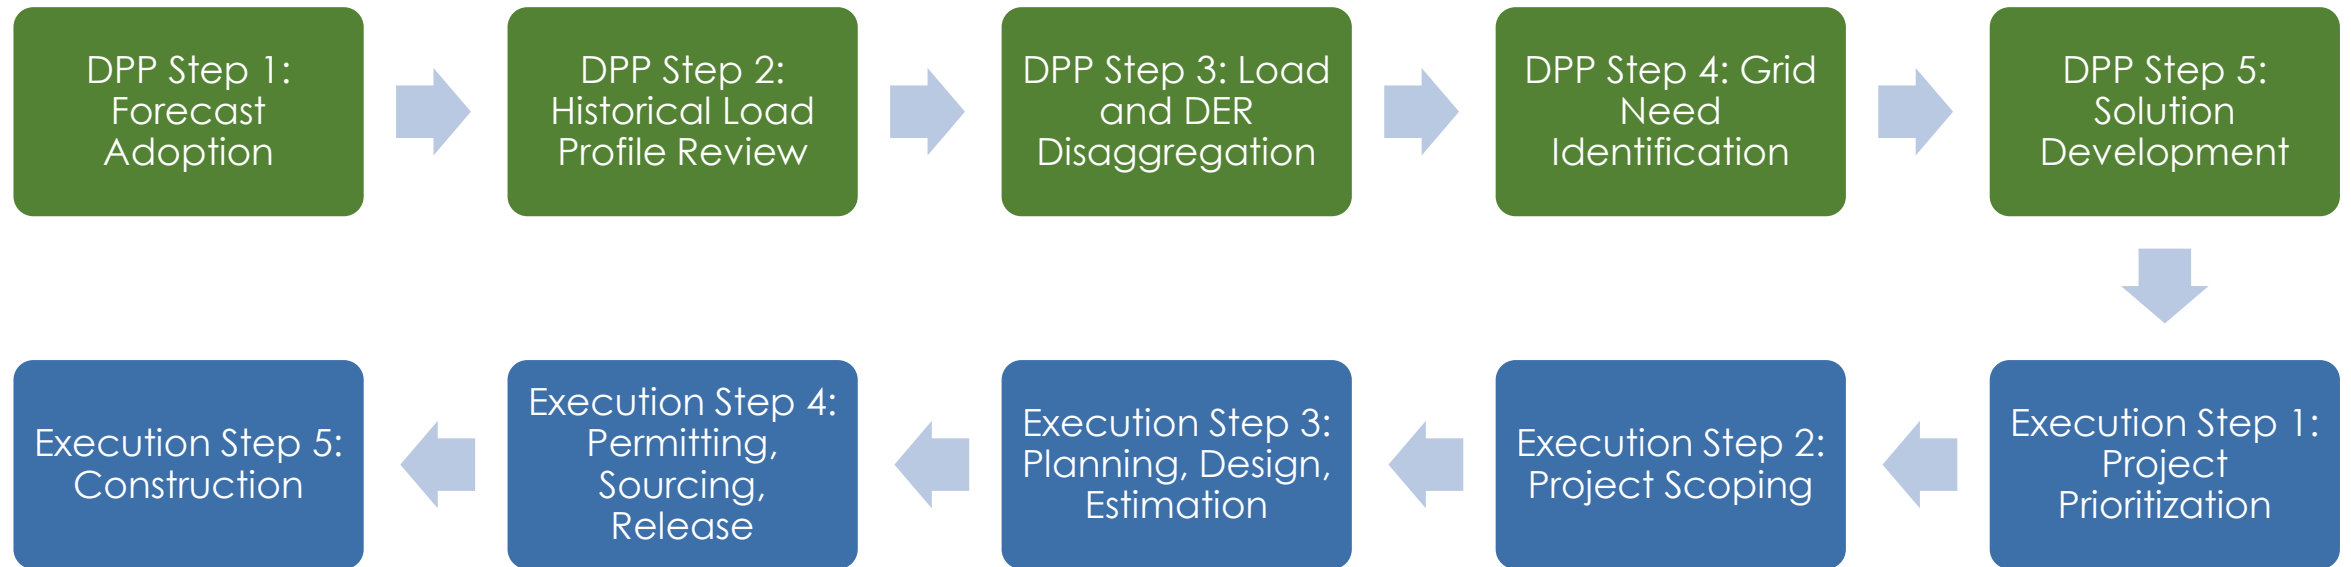 DPP Step 1:
Forecast
Adoption
DPP Step 2:
Historical Load
Profile Review
DPP Step 3: Load
and DER
Disaggregation
DPP Step 4: Grid
Need
Identification
DPP Step 5:
Solution
Development
Execution Step 1:
Project
Prioritization
Execution Step 2:
Project Scoping
Execution Step 3:
Planning, Design,
Estimation
Execution Step 4:
Permitting,
Sourcing,
Release
Execution Step 5:
Construction